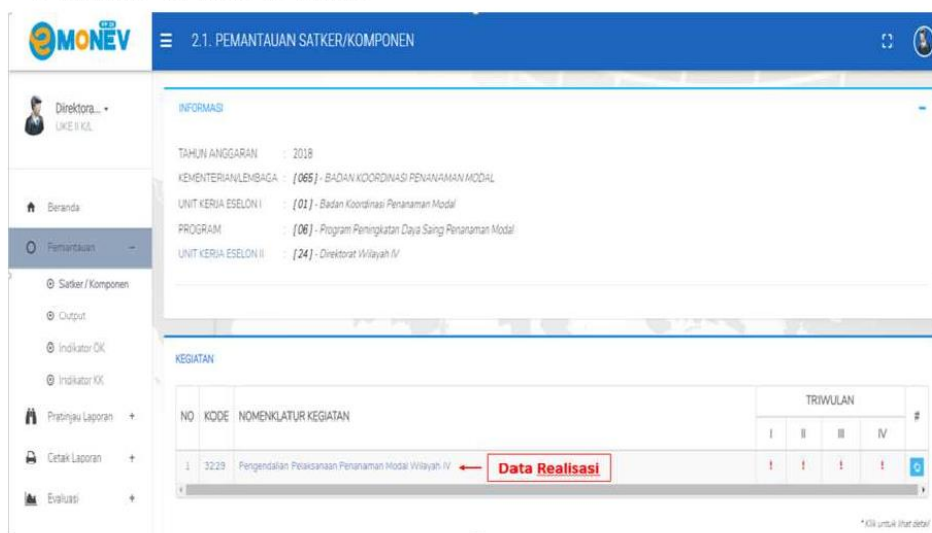 eMONEV
2.1. PEMANTAUAN SATKER/KOMPONEN
Direktora...
UKE II K/L
Beranda
Pemantauan
Satker / Komponen
Output
Indikator OK
Indikator KK
Pratinjau Laporan +
Cetak Laporan +
Evaluasi +
INFORMASI
TAHUN ANGGARAN : 2018
KEMENTERIAN/LEMBAGA : [065] - BADAN KOORDINASI PENANAMAN MODAL
UNIT KERJA ESELON I : [01] - Badan Koordinasi Penanaman Modal
PROGRAM : [06] - Program Peningkatan Daya Saing Penanaman Modal
UNIT KERJA ESELON II : [24] - Direktorat Wilayah IV
KEGIATAN
NO KODE NOMENKLATUR KEGIATAN TRIWULAN #
I II III IV
1 3229 Pengendalian Pelaksanaan Penanaman Modal Wilayah IV Data Realisasi ! ! ! !
* Klik untuk lihat detail